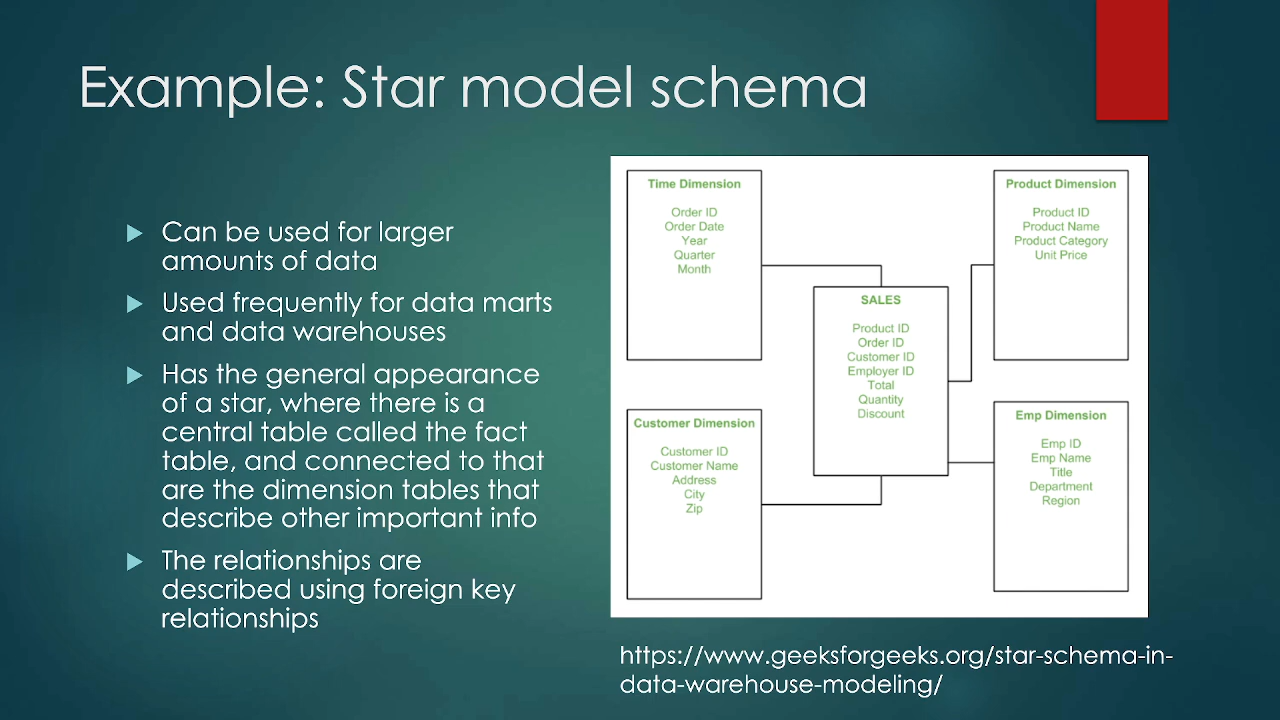 Example: Star model schema
Can be used for larger
amounts of data
Used frequently for data marts
and data warehouses
Has the general appearance
of a star, where there is a
central table called the fact
table, and connected to that
are the dimension tables that
describe other important info
The relationships are
described using foreign key
relationships
Time Dimension
Order ID
Order Date
Year
Quarter
Month
Product Dimension
Product ID
Product Name
Product Category
Unit Price
SALES
Product ID
Order ID
Customer ID
Employer ID
Total
Quantity
Discount
Customer Dimension
Customer ID
Customer Name
Address
City
Zip
Emp Dimension
Emp ID
Emp Name
Title
Department
Region
https://www.geeksforgeeks.org/star-schema-in-
data-warehouse-modeling/